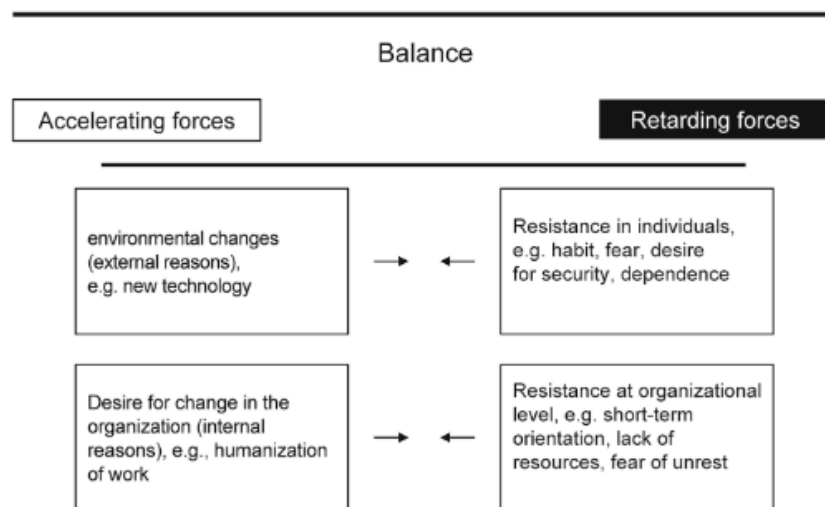 Balance
Accelerating forces
Retarding forces
environmental changes
(external reasons),
e.g. new technology
Resistance in individuals,
e.g. habit, fear, desire
for security, dependence
Desire for change in the
organization (internal
reasons), e.g., humanization
of work
Resistance at organizational
level, e.g. short-term
orientation, lack of
resources, fear of unrest